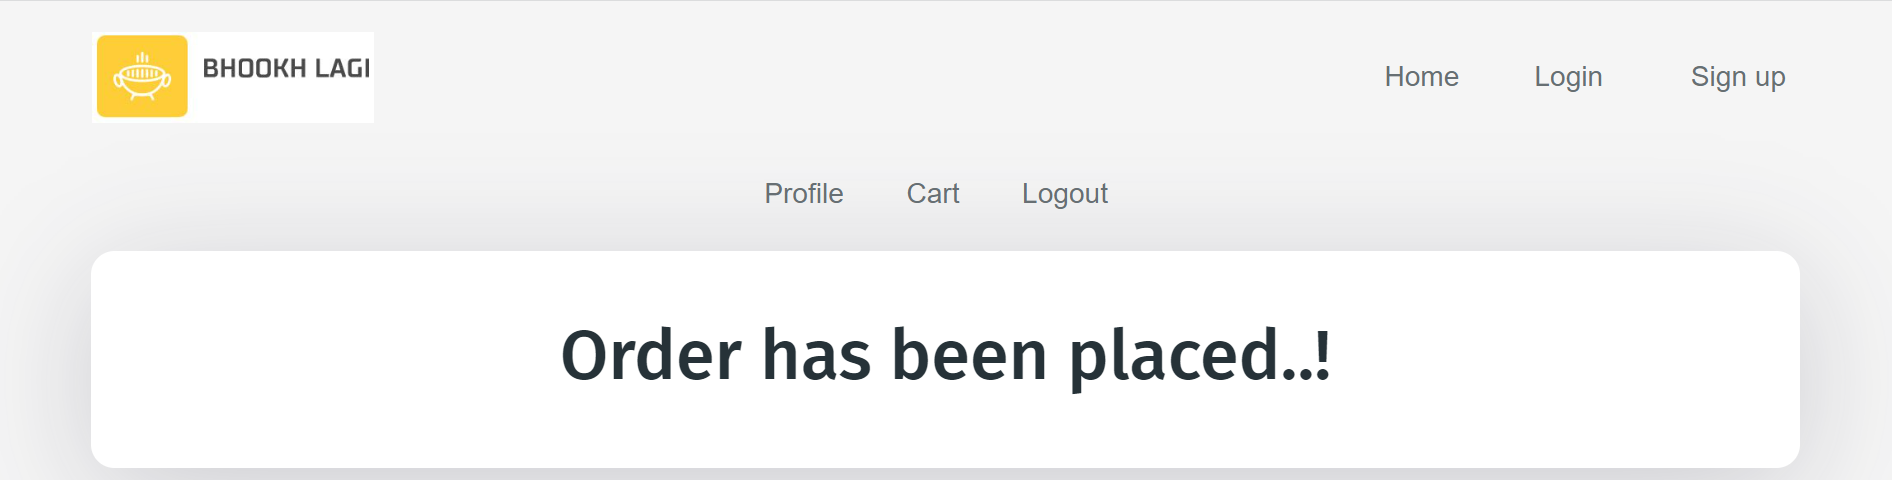 BHOOKH LAGI
Home Login Sign up
Profile Cart Logout
Order has been placed..!